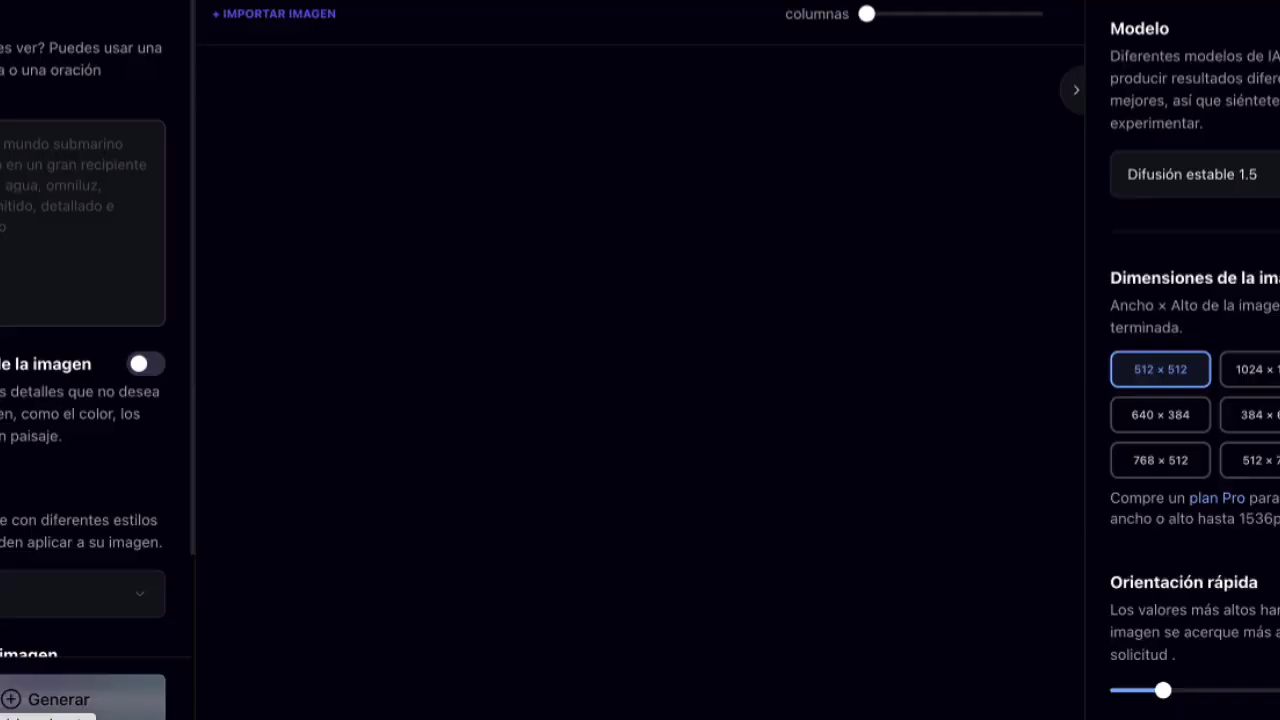 + IMPORTAR IMAGEN
columnas
es ver? Puedes usar una
a o una oración
mundo submarino
en un gran recipiente
agua, omniluz,
nítido, detallado e
o
de la imagen
s detalles que no desea
en, como el color, los
n paisaje.
e con diferentes estilos
den aplicar a su imagen.
imagen
Generar
Modelo
Diferentes modelos de IA
producir resultados difere
mejores, así que siéntete
experimentar.
Difusión estable 1.5
Dimensiones de la ima
Ancho × Alto de la image
terminada.
512 × 512
1024 × 1
640 × 384
384 × 6
768 × 512
512 × 7
Compre un plan Pro para
ancho o alto hasta 1536p
Orientación rápida
Los valores más altos har
imagen se acerque más a
solicitud .